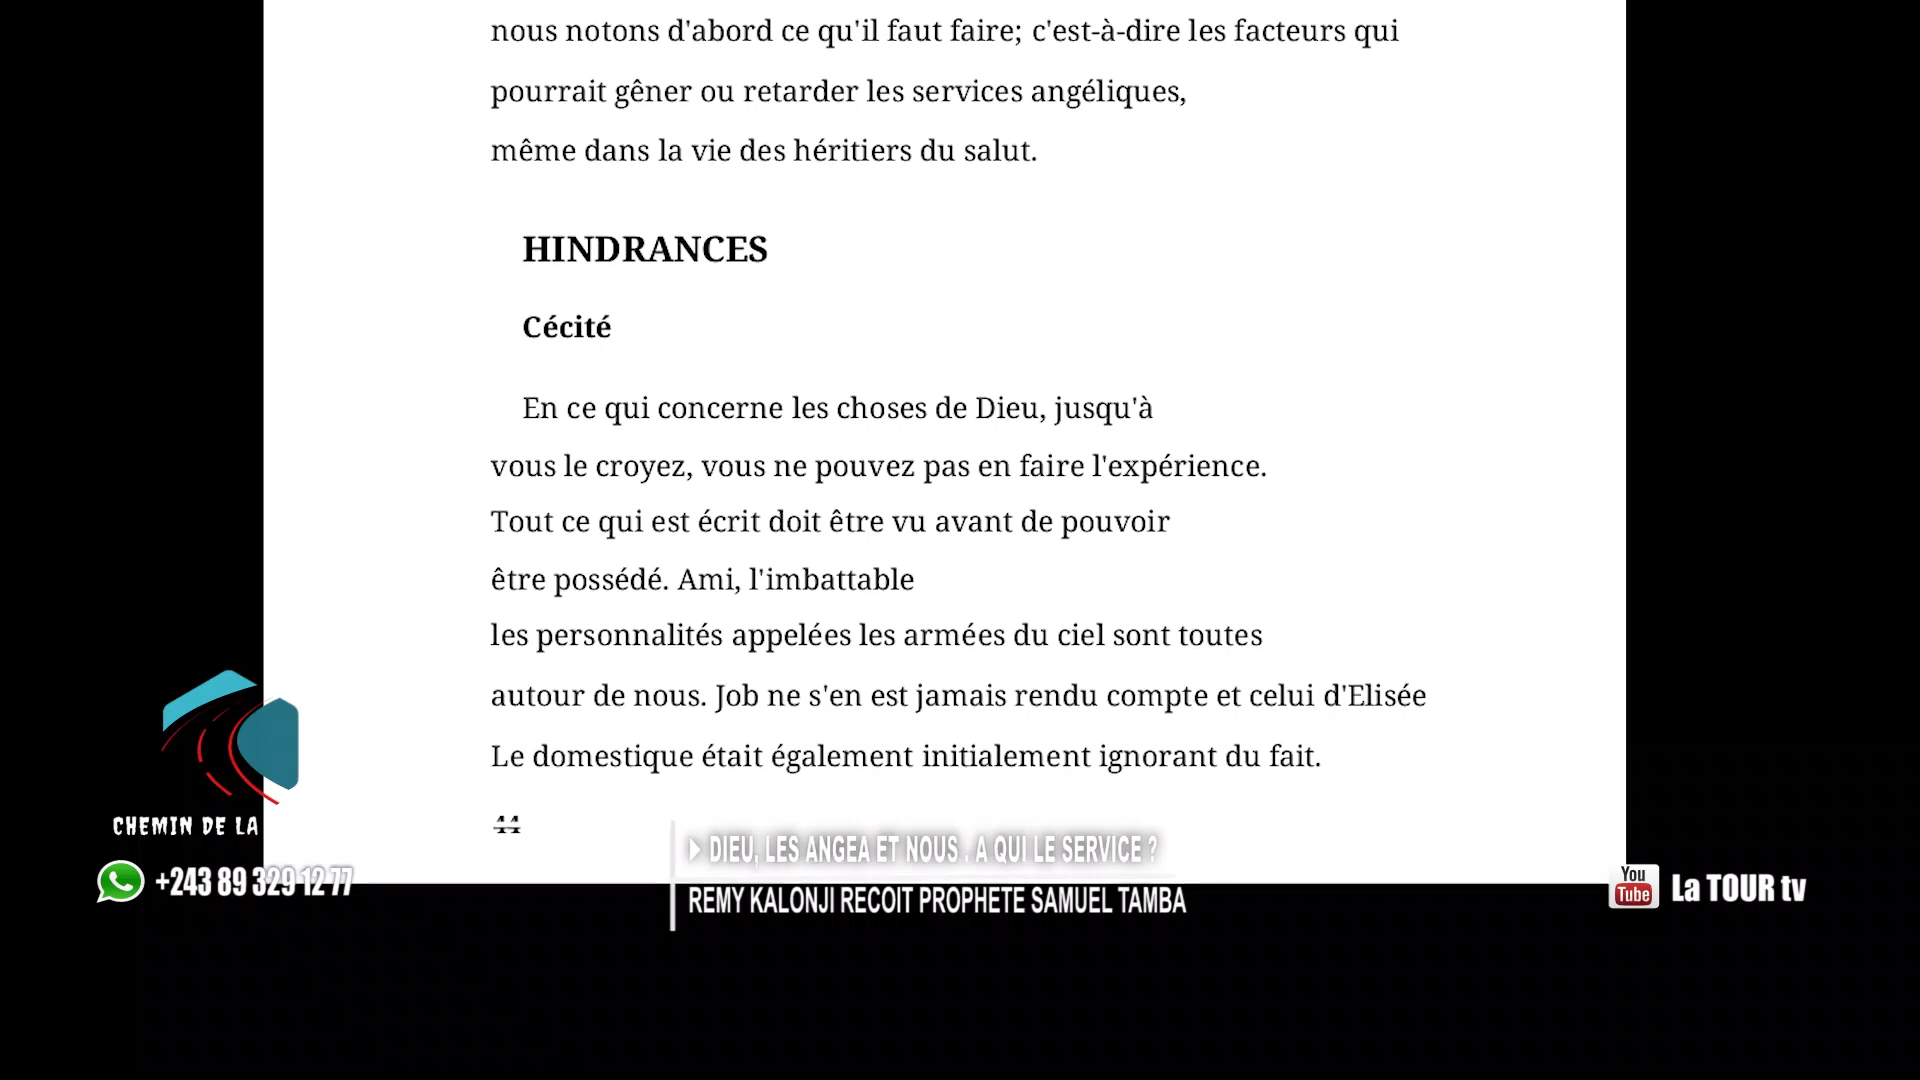 nous notons d'abord ce qu'il faut faire; c'est-à-dire les facteurs qui
pourrait gêner ou retarder les services angéliques,
même dans la vie des héritiers du salut.
HINDRANCES
Cécité
En ce qui concerne les choses de Dieu, jusqu'à
vous le croyez, vous ne pouvez pas en faire l'expérience.
Tout ce qui est écrit doit être vu avant de pouvoir
être possédé. Ami, l'imbattable
les personnalités appelées les armées du ciel sont toutes
autour de nous. Job ne s'en est jamais rendu compte et celui d'Elisée
Le domestique était également initialement ignorant du fait.
44
CHEMIN DE LA
+243 89 329 12 77
DIEU, LES ANGEA ET NOUS . A QUI LE SERVICE ?
REMY KALONJI RECOIT PROPHETE SAMUEL TAMBA
You Tube La TOUR tv